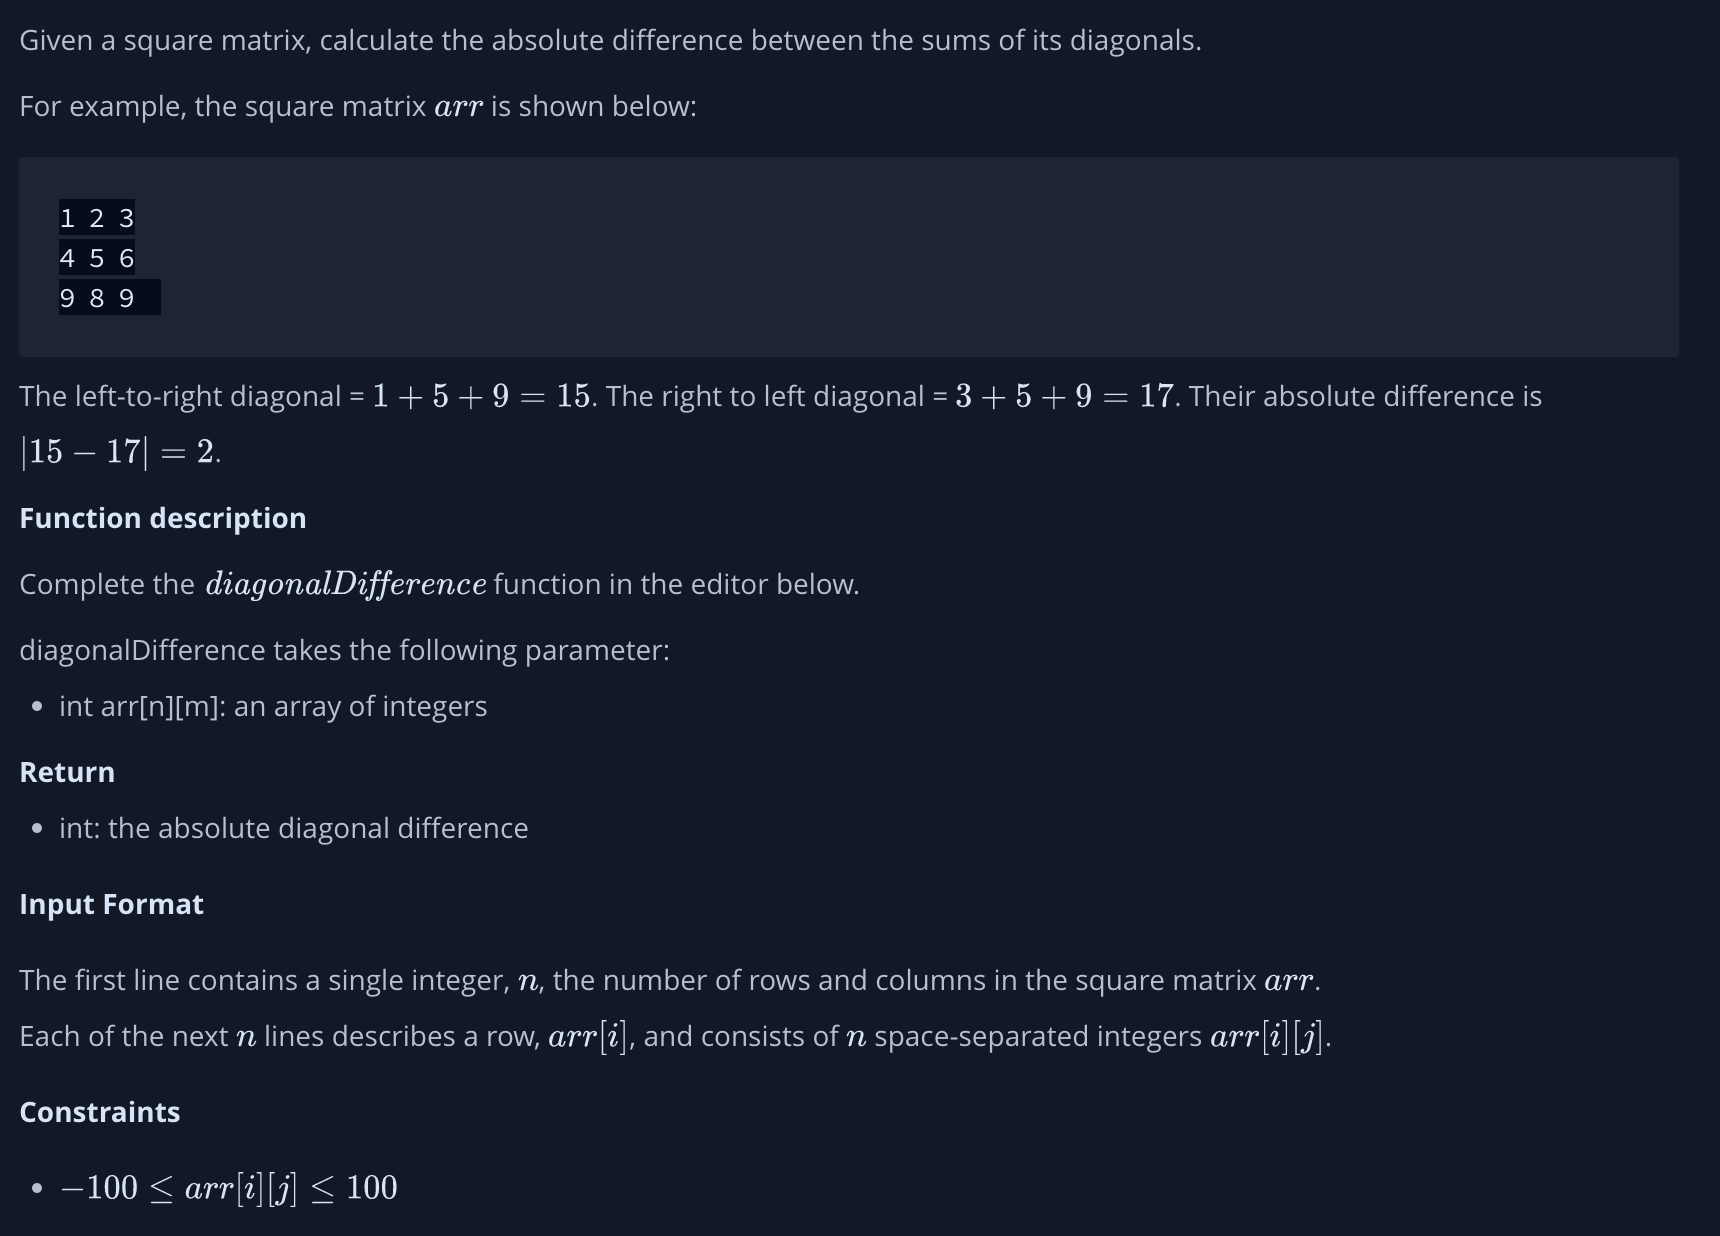 Given a square matrix, calculate the absolute difference between the sums of its diagonals.
For example, the square matrix arr is shown below:
1 2 3
4 5 6
9 8 9
The left-to-right diagonal = 1 + 5 + 9 = 15. The right to left diagonal = 3 + 5 + 9 = 17. Their absolute difference is
|15 − 17| = 2.
Function description
Complete the diagonalDifference function in the editor below.
diagonalDifference takes the following parameter:
• int arr[n][m]: an array of integers
Return
• int: the absolute diagonal difference
Input Format
The first line contains a single integer, n, the number of rows and columns in the square matrix arr.
Each of the next n lines describes a row, arr[i], and consists of n space-separated integers arr[i][j].
Constraints
• −100 ≤ arr[i][j] ≤ 100